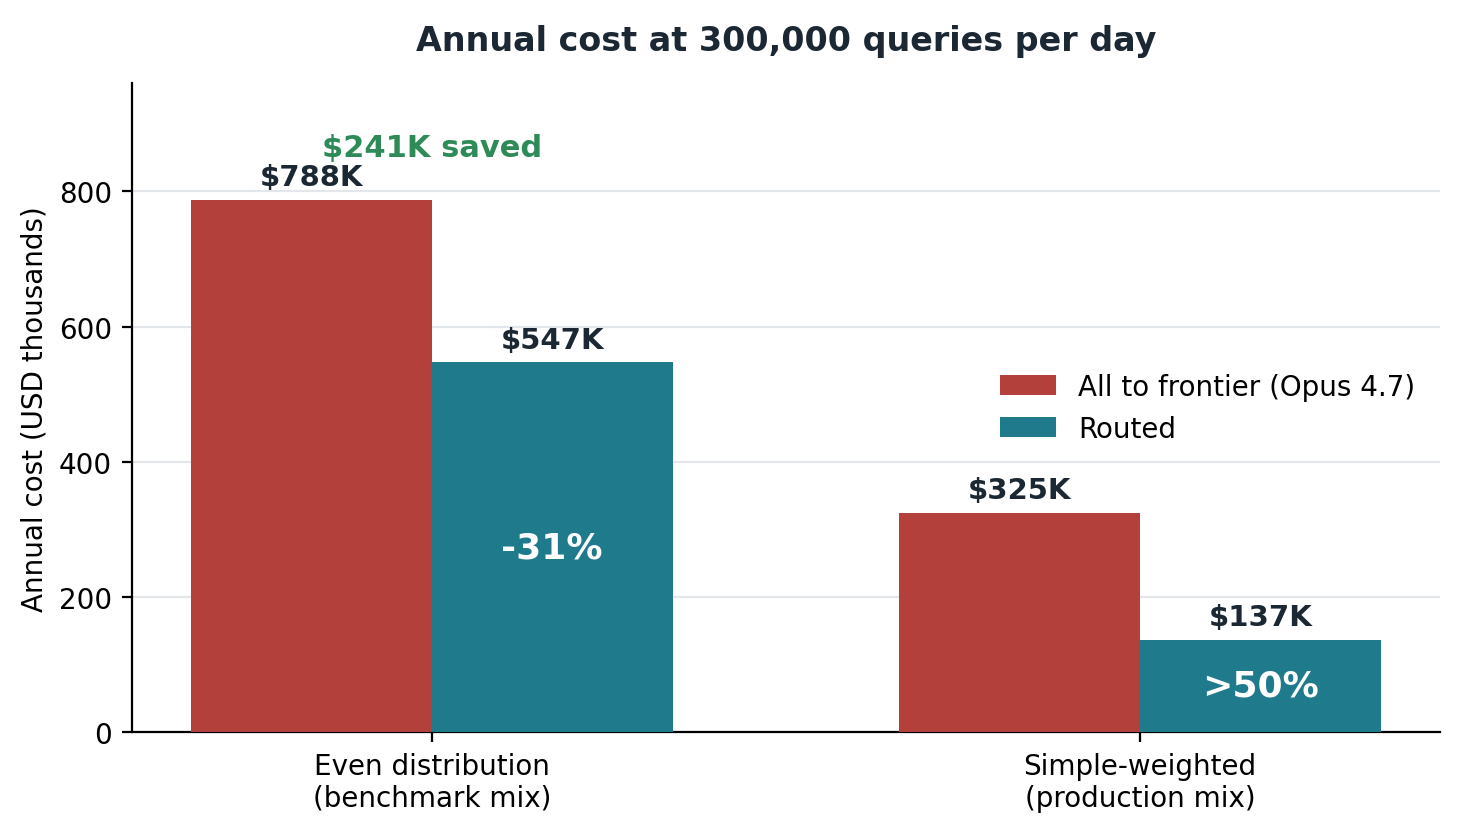 Annual cost at 300,000 queries per day
$241K saved
$788K
$547K
-31%
All to frontier (Opus 4.7)
Routed
$325K
$137K
>50%
Annual cost (USD thousands)
800
600
400
200
0
Even distribution
(benchmark mix)
Simple-weighted
(production mix)